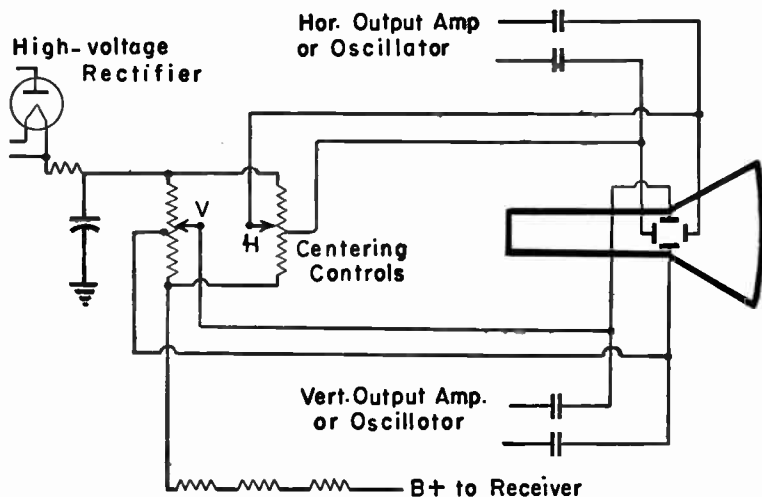 High-voltage
Rectifier
Hor. Output Amp
or Oscillator
V
H
Centering
Controls
Vert. Output Amp.
or Oscillotor
B+ to Receiver